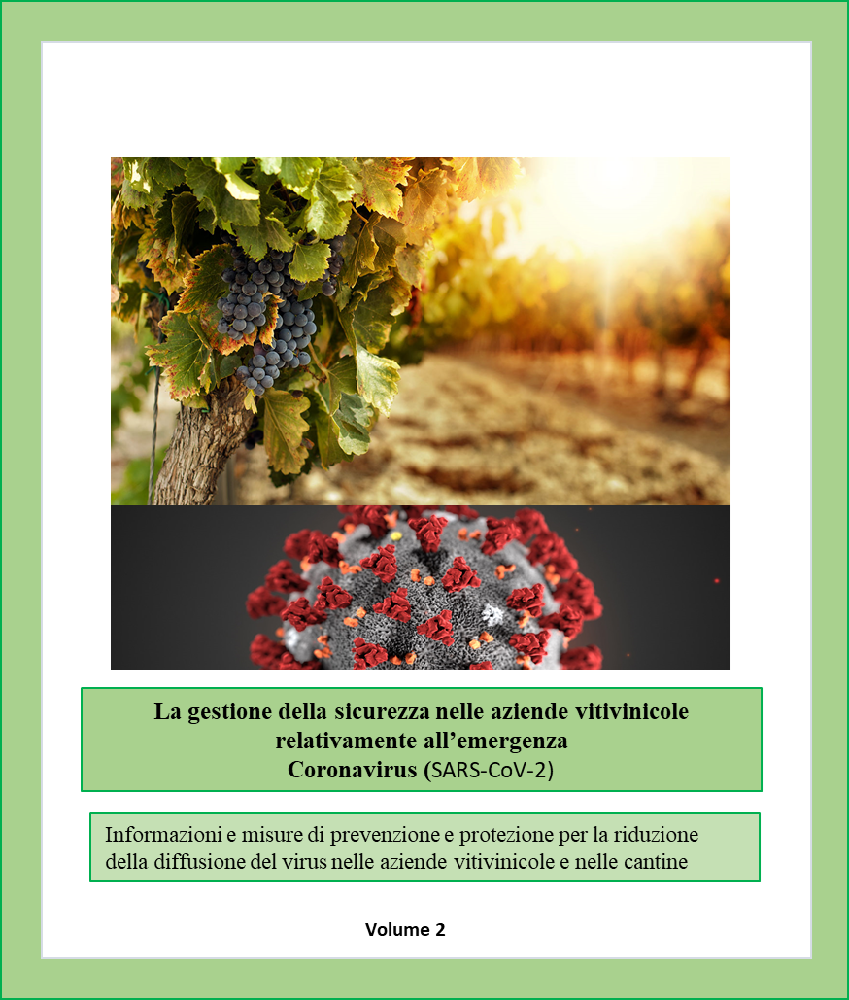 La gestione della sicurezza nelle aziende vitivinicole
relativamente all’emergenza
Coronavirus (SARS-CoV-2)
Informazioni e misure di prevenzione e protezione per la riduzione
della diffusione del virus nelle aziende vitivinicole e nelle cantine
Volume 2